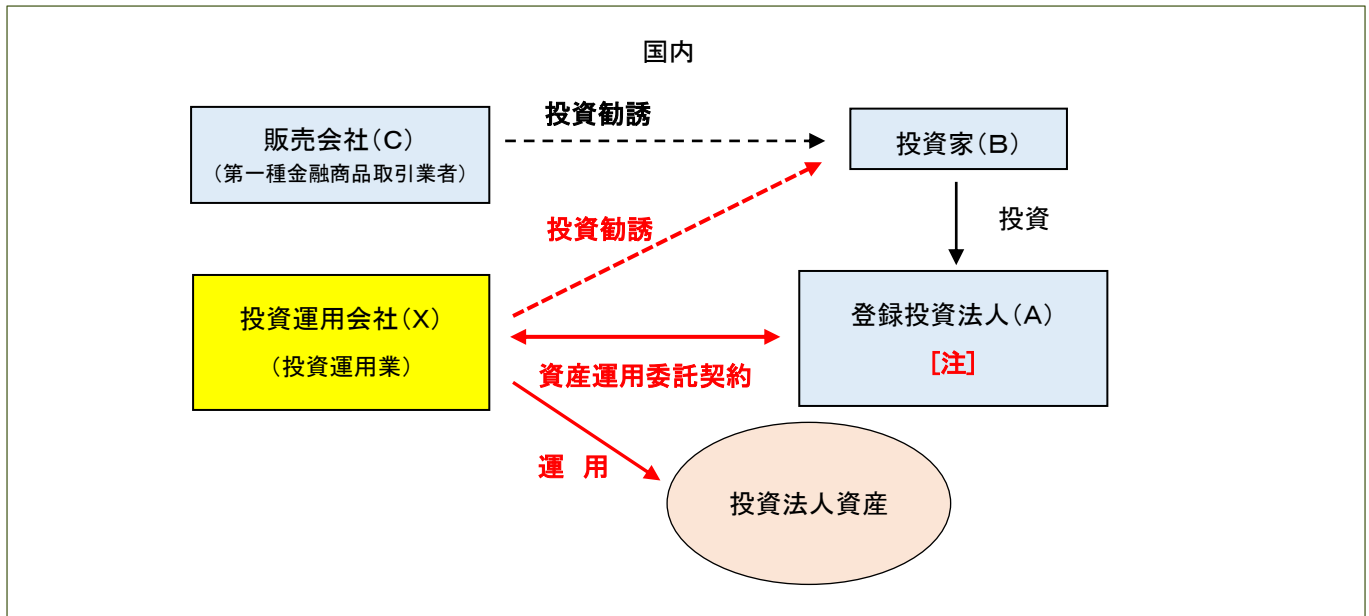 国内
販売会社(C)
(第一種金融商品取引業者)
投資勧誘
投資家(B)
投資勧誘
投資
投資運用会社(X)
(投資運用業)
資産運用委託契約
登録投資法人(A)
[注]
運 用
投資法人資産